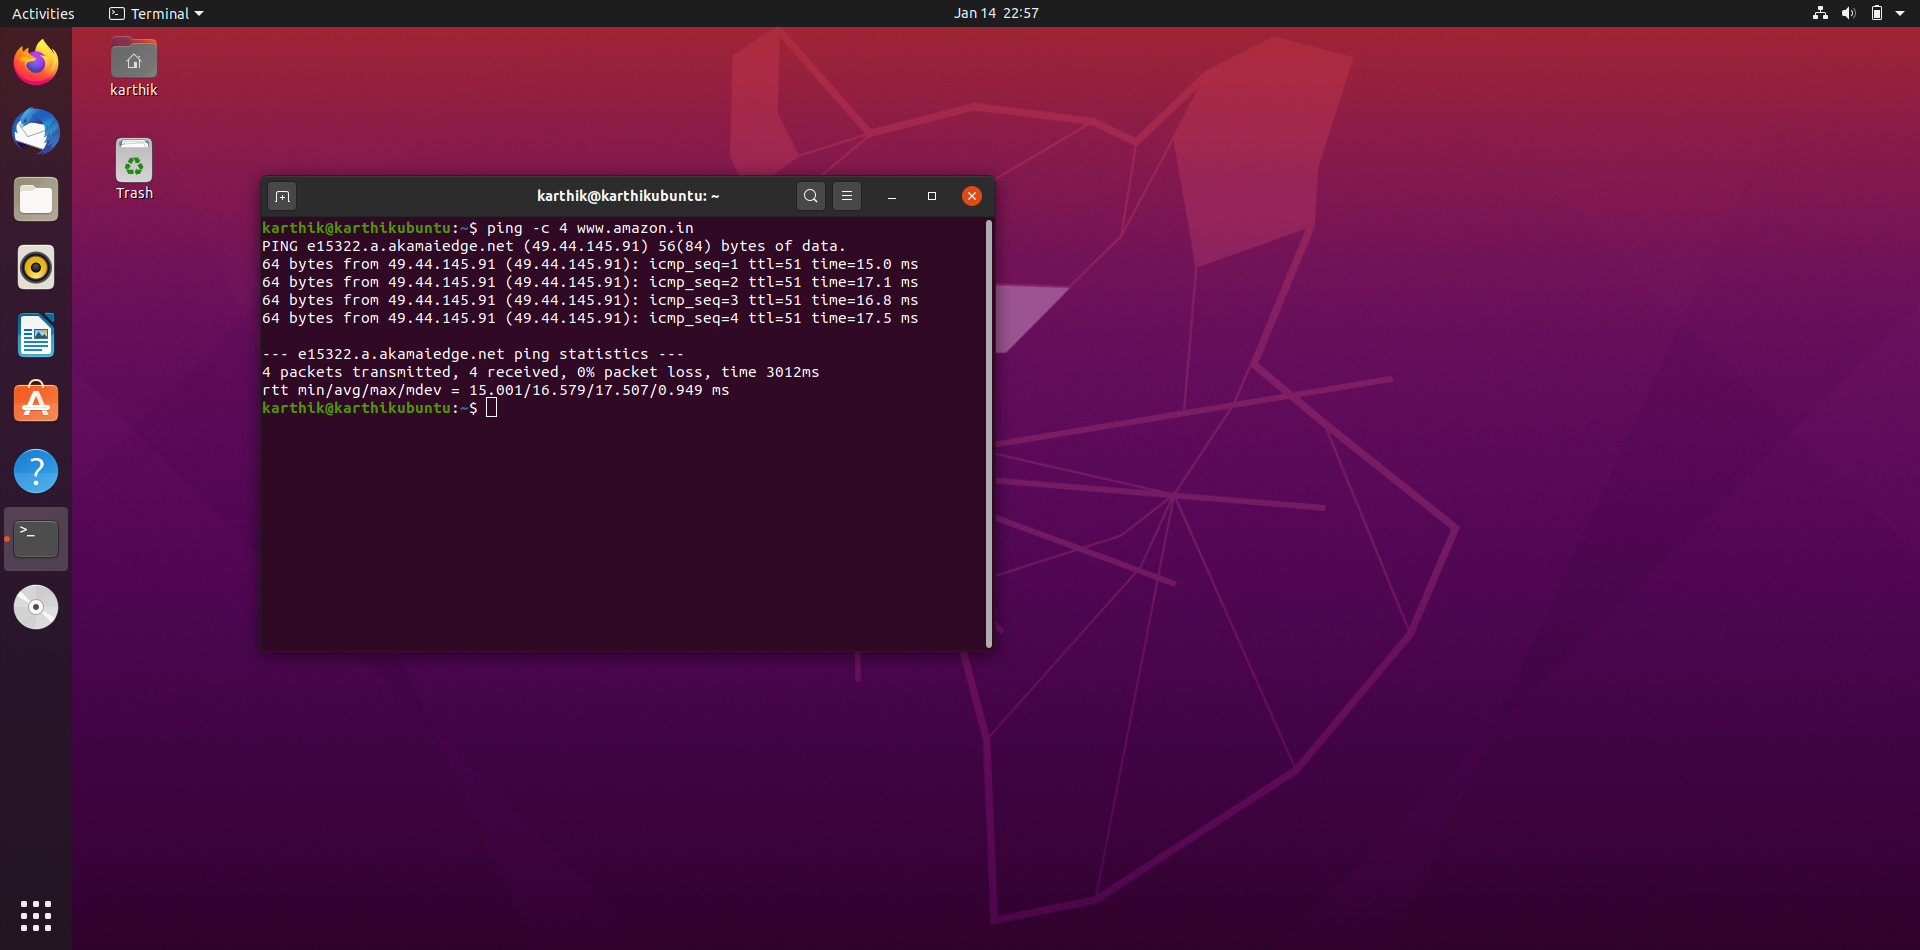 Activities Terminal Jan 14 22:57
karthik
Trash
karthik@karthikubuntu: ~
karthik@karthikubuntu:~$ ping -c 4 www.amazon.in
PING e15322.a.akamaiedge.net (49.44.145.91) 56(84) bytes of data.
64 bytes from 49.44.145.91 (49.44.145.91): icmp_seq=1 ttl=51 time=15.0 ms
64 bytes from 49.44.145.91 (49.44.145.91): icmp_seq=2 ttl=51 time=17.1 ms
64 bytes from 49.44.145.91 (49.44.145.91): icmp_seq=3 ttl=51 time=16.8 ms
64 bytes from 49.44.145.91 (49.44.145.91): icmp_seq=4 ttl=51 time=17.5 ms
--- e15322.a.akamaiedge.net ping statistics ---
4 packets transmitted, 4 received, 0% packet loss, time 3012ms
rtt min/avg/max/mdev = 15.001/16.579/17.507/0.949 ms
karthik@karthikubuntu:~$